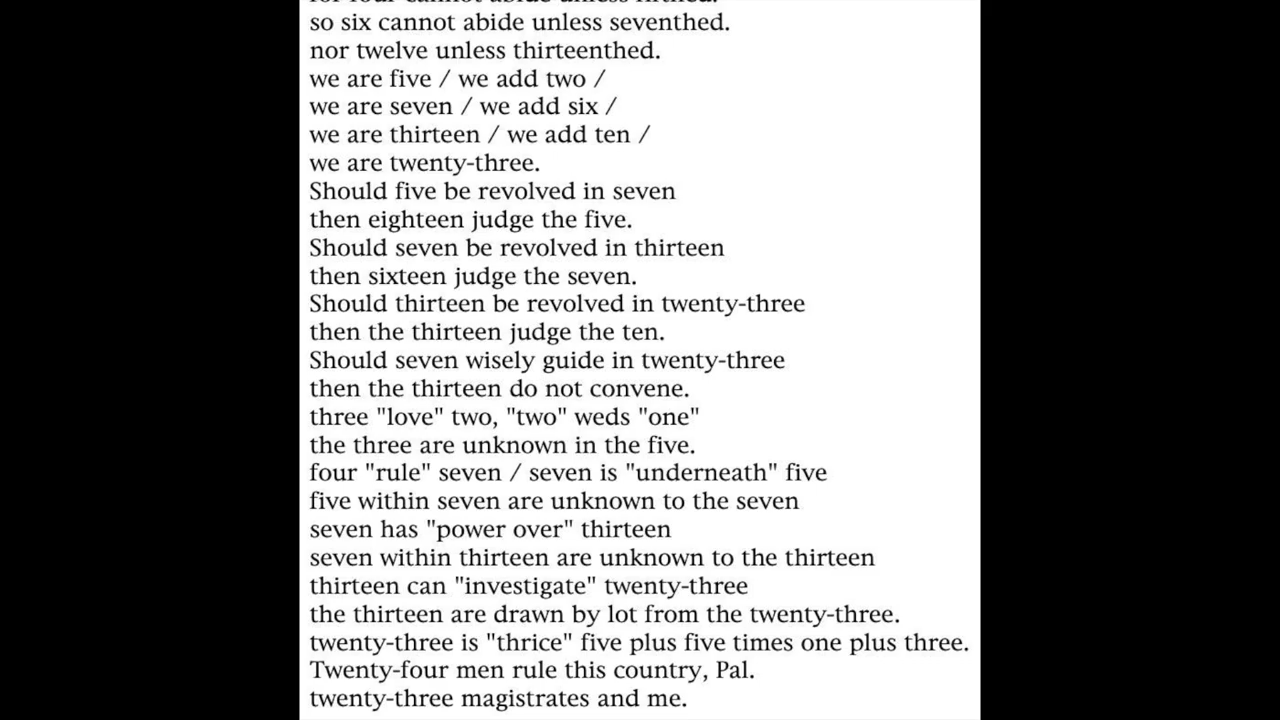 for four cannot abide unless fifthed.
so six cannot abide unless seventhed.
nor twelve unless thirteenthed.
we are five / we add two /
we are seven / we add six /
we are thirteen / we add ten /
we are twenty-three.
Should five be revolved in seven
then eighteen judge the five.
Should seven be revolved in thirteen
then sixteen judge the seven.
Should thirteen be revolved in twenty-three
then the thirteen judge the ten.
Should seven wisely guide in twenty-three
then the thirteen do not convene.
three "love" two, "two" weds "one"
the three are unknown in the five.
four "rule" seven / seven is "underneath" five
five within seven are unknown to the seven
seven has "power over" thirteen
seven within thirteen are unknown to the thirteen
thirteen can "investigate" twenty-three
the thirteen are drawn by lot from the twenty-three.
twenty-three is "thrice" five plus five times one plus three.
Twenty-four men rule this country, Pal.
twenty-three magistrates and me.